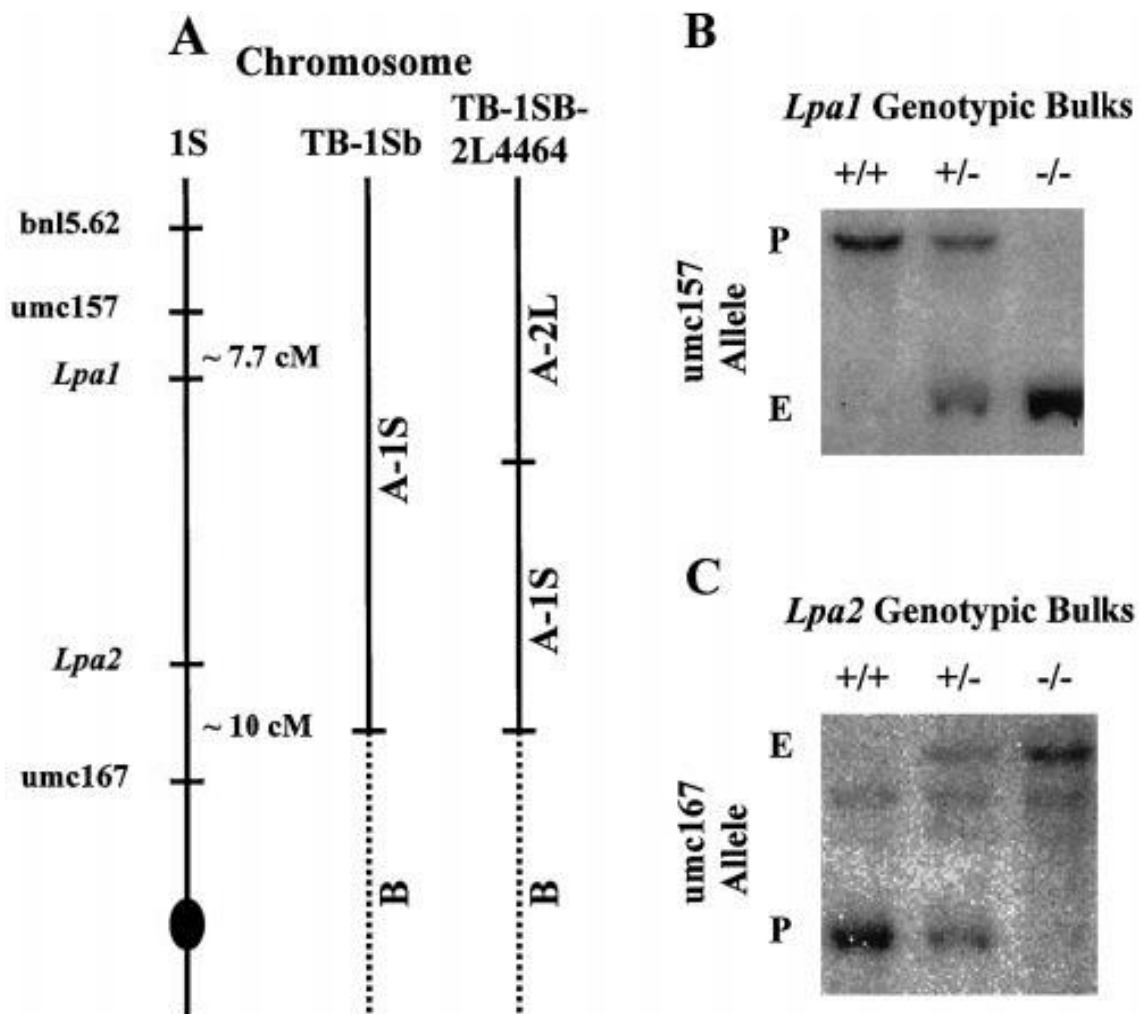 A
Chromosome
1S
TB-1Sb
TB-1SB-
2L4464
bnl5.62
umc157
~ 7.7 cM
Lpa1
Lpa2
~ 10 cM
umc167
A-1S
B
A-2L
A-1S
B
B
Lpa1 Genotypic Bulks
+/+ +/- -/-
P
E
umc157
Allele
C
Lpa2 Genotypic Bulks
+/+ +/- -/-
E
P
umc167
Allele